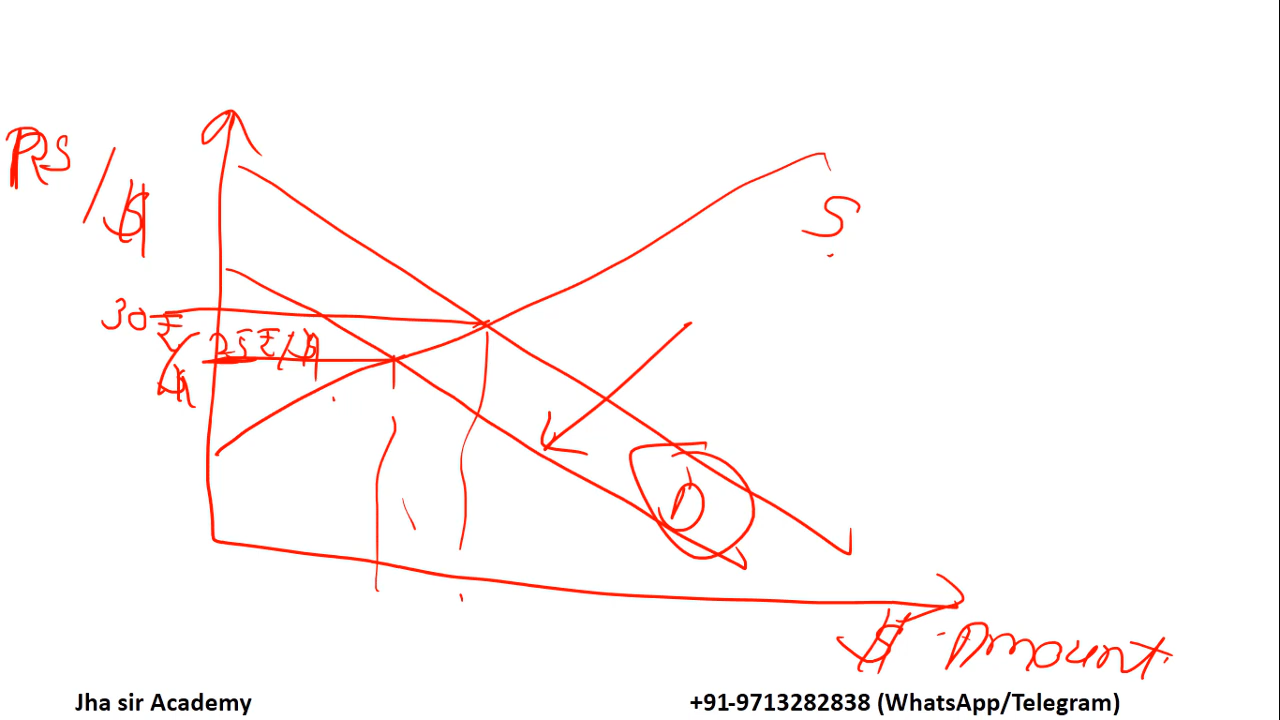 RS
/ $
S
30 ₹
/ $
25 ₹/$
D
$ Amount
Jha sir Academy
+91-9713282838 (WhatsApp/Telegram)